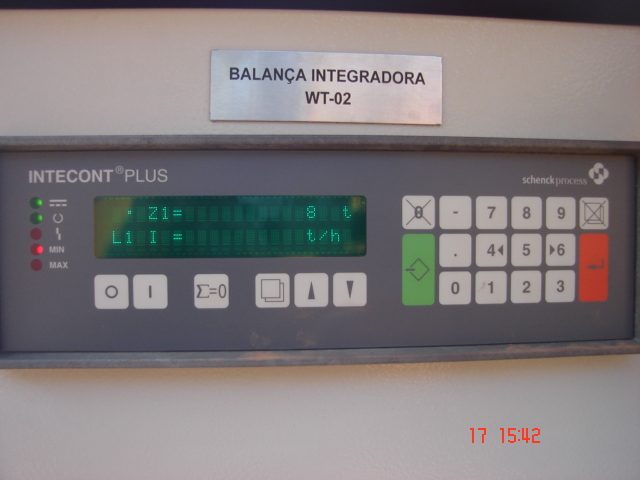 BALANÇA INTEGRADORA
WT-02
INTECONT®PLUS
schenck process
Z1= 8 t
L1 I = t/h
MIN
MAX
O I Σ=0
0 - 7 8 9
. 4 5 6
0 1 2 3
17 15:42